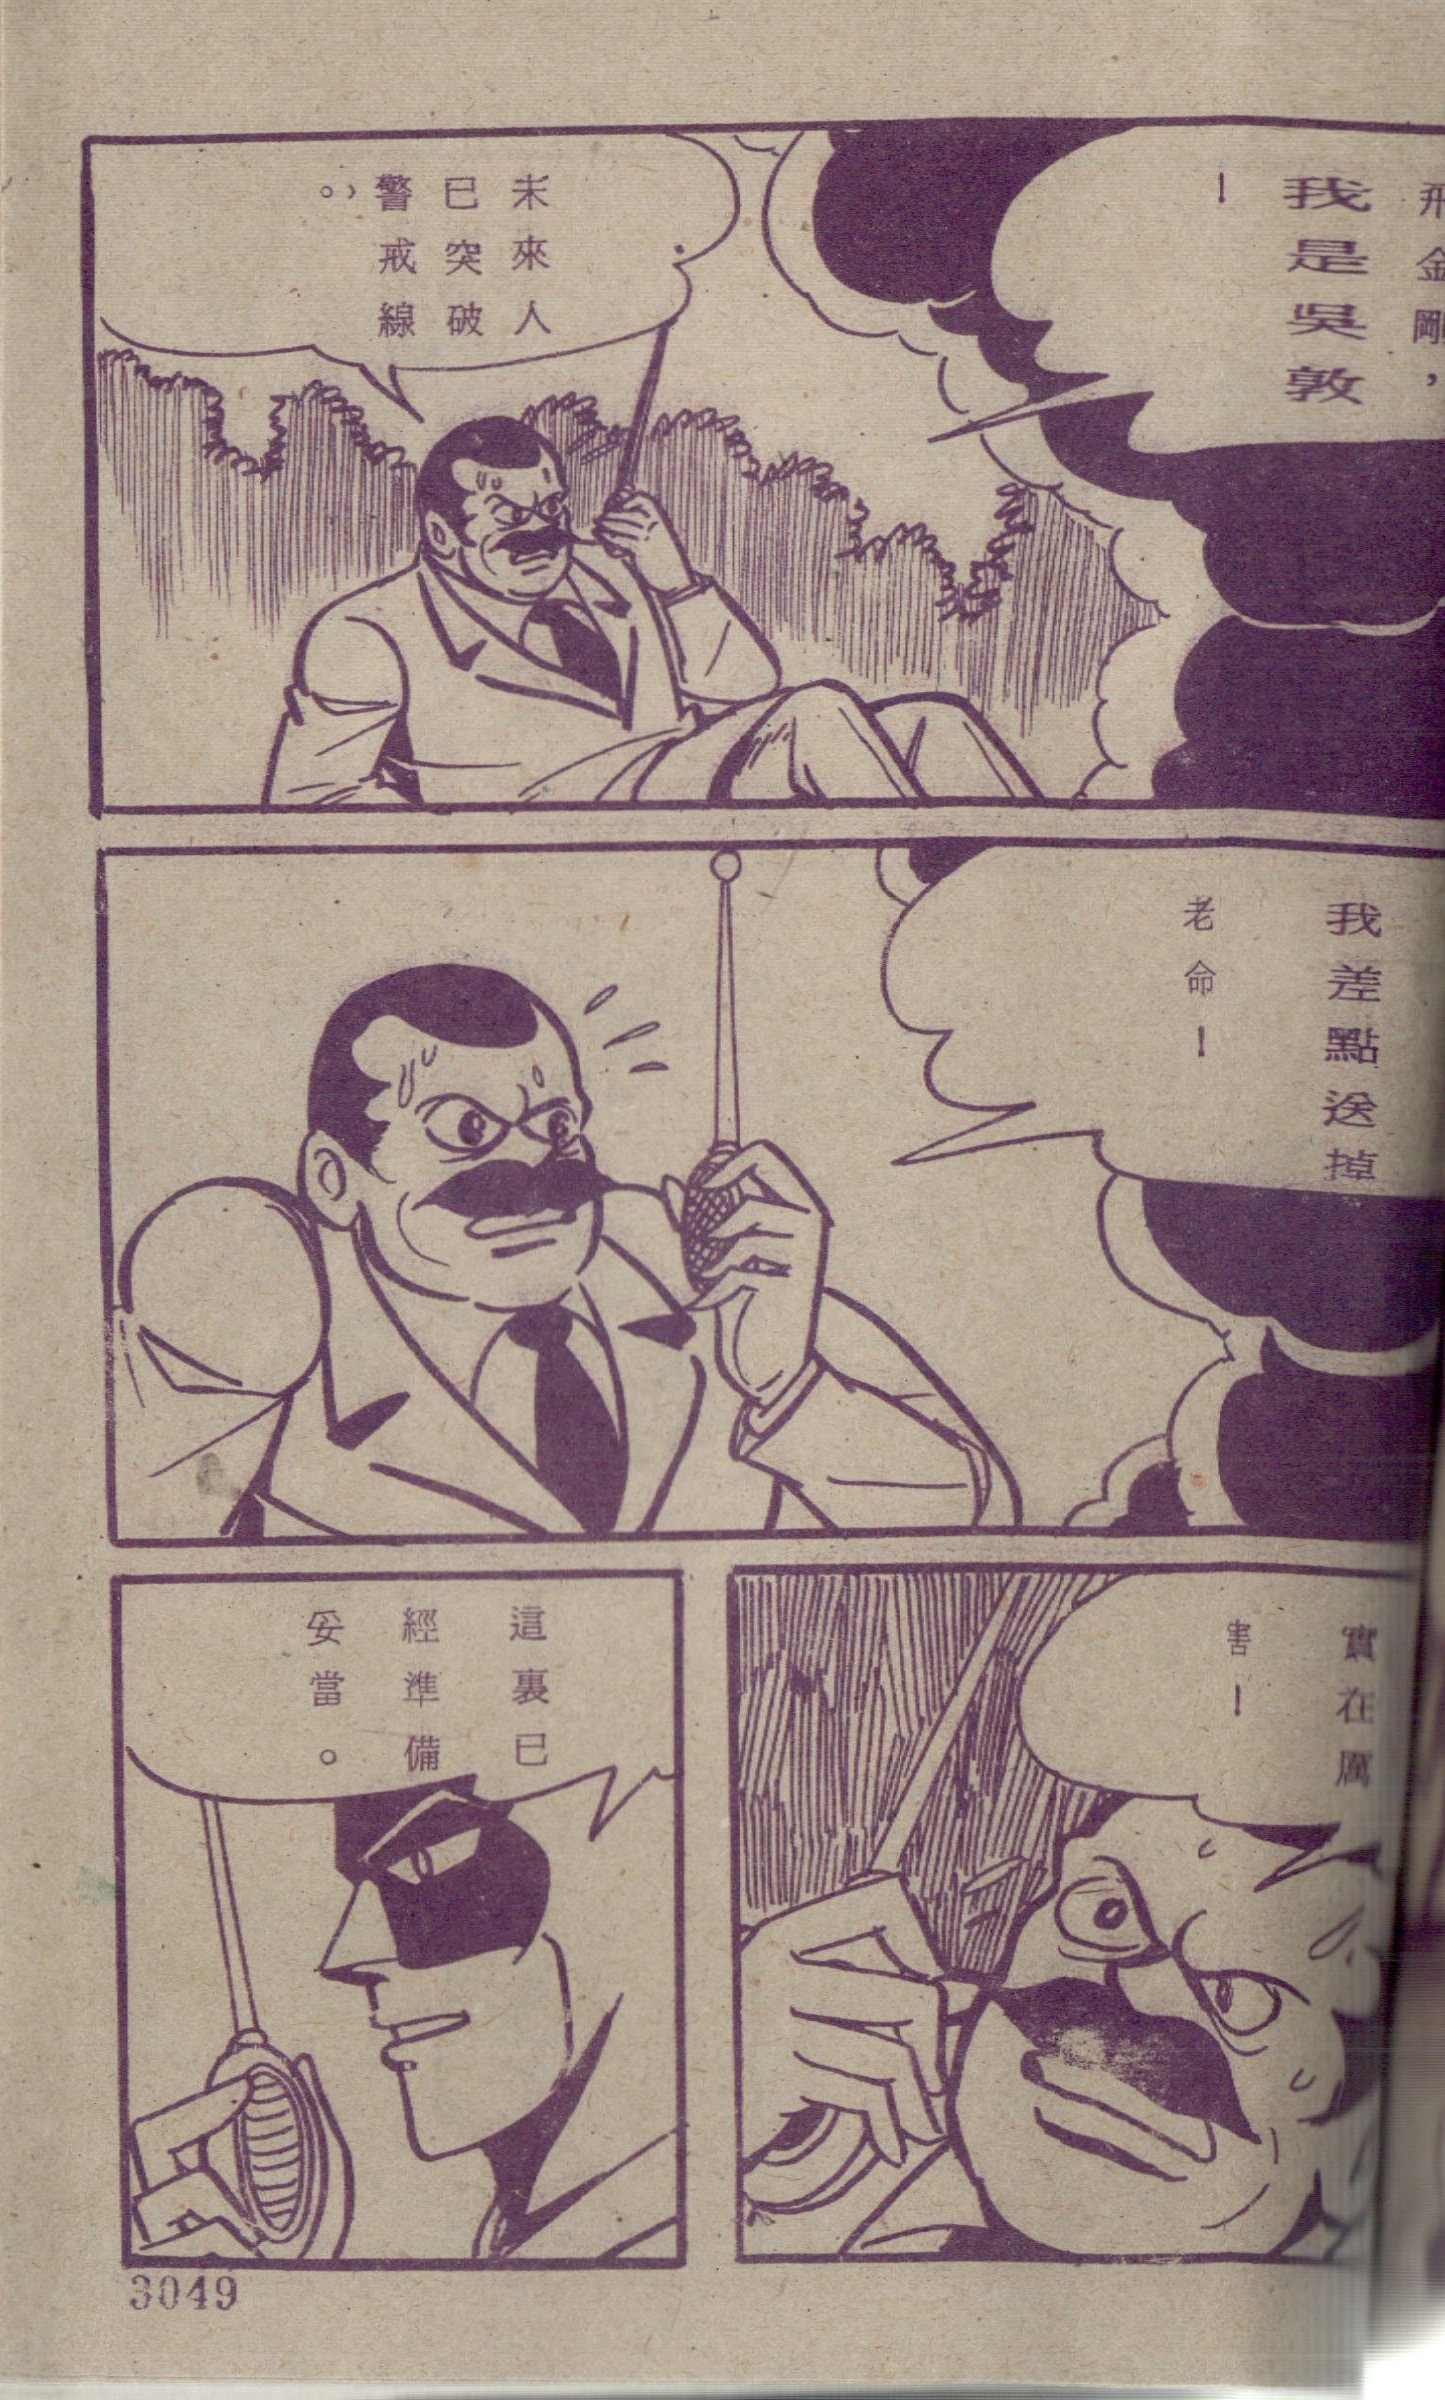 飛金剛，
我是吳敦
！
未來人
已突破
警戒線
。
我差點送掉
老命！
實在厲
害！
這裏已
經準備
妥當。
3049